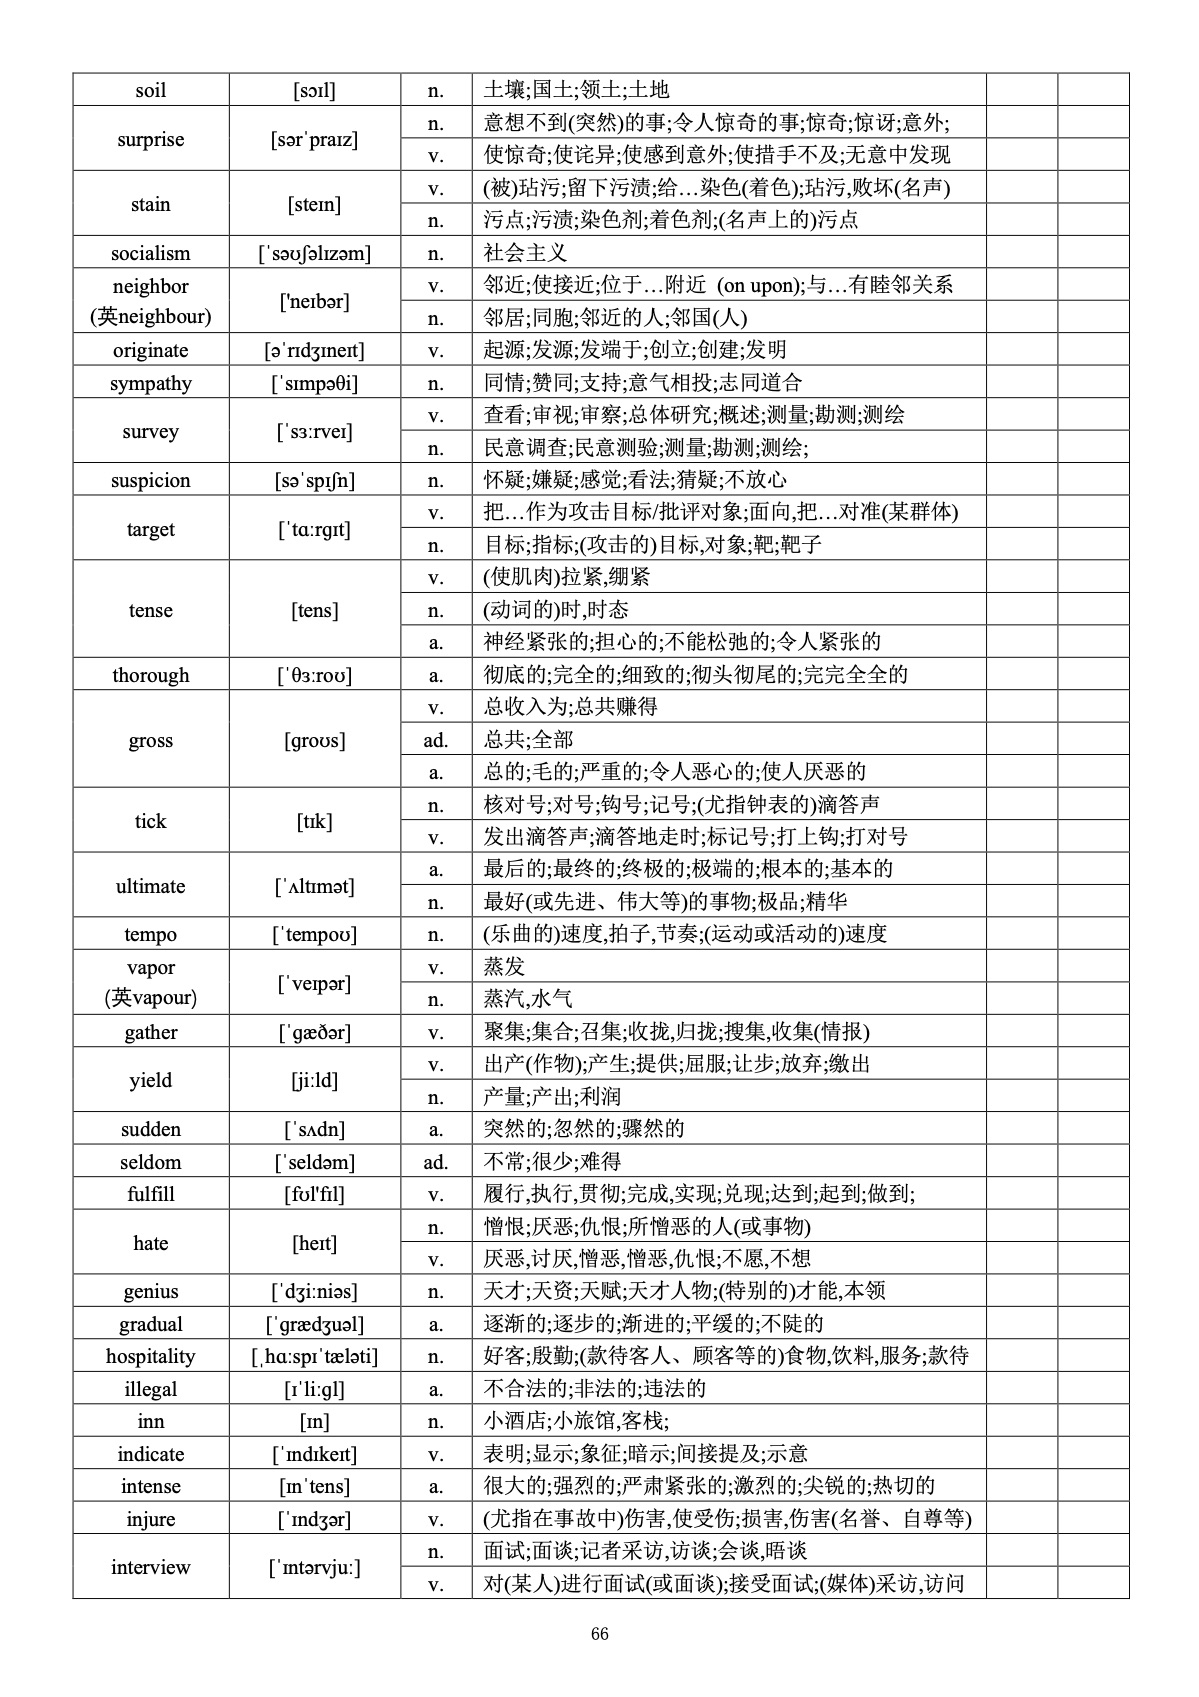 soil [sɔɪl] n. 土壤;国土;领土;土地
surprise [sərˈpraɪz] n. 意想不到(突然)的事;令人惊奇的事;惊奇;惊讶;意外;
v. 使惊奇;使诧异;使感到意外;使措手不及;无意中发现
stain [steɪn] v. (被)玷污;留下污渍;给…染色(着色);玷污,败坏(名声)
n. 污点;污渍;染色剂;着色剂;(名声上的)污点
socialism [ˈsəʊʃəlɪzəm] n. 社会主义
neighbor
(英neighbour) ['neɪbər] v. 邻近;使接近;位于…附近 (on upon);与…有睦邻关系
n. 邻居;同胞;邻近的人;邻国(人)
originate [əˈrɪdʒɪneɪt] v. 起源;发源;发端于;创立;创建;发明
sympathy [ˈsɪmpəθi] n. 同情;赞同;支持;意气相投;志同道合
survey [ˈsɜːrveɪ] v. 查看;审视;审察;总体研究;概述;测量;勘测;测绘
n. 民意调查;民意测验;测量;勘测;测绘;
suspicion [səˈspɪʃn] n. 怀疑;嫌疑;感觉;看法;猜疑;不放心
target [ˈtɑːrɡɪt] v. 把…作为攻击目标/批评对象;面向,把…对准(某群体)
n. 目标;指标;(攻击的)目标,对象;靶;靶子
tense [tens] v. (使肌肉)拉紧,绷紧
n. (动词的)时,时态
a. 神经紧张的;担心的;不能松弛的;令人紧张的
thorough [ˈθɜːroʊ] a. 彻底的;完全的;细致的;彻头彻尾的;完完全全的
gross [ɡroʊs] v. 总收入为;总共赚得
ad. 总共;全部
a. 总的;毛的;严重的;令人恶心的;使人厌恶的
tick [tɪk] n. 核对号;对号;钩号;记号;(尤指钟表的)滴答声
v. 发出滴答声;滴答地走时;标记号;打上钩;打对号
ultimate [ˈʌltɪmət] a. 最后的;最终的;终极的;极端的;根本的;基本的
n. 最好(或先进、伟大等)的事物;极品;精华
tempo [ˈtempoʊ] n. (乐曲的)速度,拍子,节奏;(运动或活动的)速度
vapor
(英vapour) [ˈveɪpər] v. 蒸发
n. 蒸汽,水气
gather [ˈɡæðər] v. 聚集;集合;召集;收拢,归拢;搜集,收集(情报)
yield [jiːld] v. 出产(作物);产生;提供;屈服;让步;放弃;缴出
n. 产量;产出;利润
sudden [ˈsʌdn] a. 突然的;忽然的;骤然的
seldom [ˈseldəm] ad. 不常;很少;难得
fulfill [fʊl'fɪl] v. 履行,执行,贯彻;完成,实现;兑现;达到;起到;做到;
hate [heɪt] n. 憎恨;厌恶;仇恨;所憎恶的人(或事物)
v. 厌恶,讨厌,憎恶,憎恶,仇恨;不愿,不想
genius [ˈdʒiːniəs] n. 天才;天资;天赋;天才人物;(特别的)才能,本领
gradual [ˈɡrædʒuəl] a. 逐渐的;逐步的;渐进的;平缓的;不陡的
hospitality [ˌhɑːspɪˈtæləti] n. 好客;殷勤;(款待客人、顾客等的)食物,饮料,服务;款待
illegal [ɪˈliːɡl] a. 不合法的;非法的;违法的
inn [ɪn] n. 小酒店;小旅馆,客栈;
indicate [ˈɪndɪkeɪt] v. 表明;显示;象征;暗示;间接提及;示意
intense [ɪnˈtens] a. 很大的;强烈的;严肃紧张的;激烈的;尖锐的;热切的
injure [ˈɪndʒər] v. (尤指在事故中)伤害,使受伤;损害,伤害(名誉、自尊等)
interview [ˈɪntərvjuː] n. 面试;面谈;记者采访,访谈;会谈,晤谈
v. 对(某人)进行面试(或面谈);接受面试;(媒体)采访,访问
66